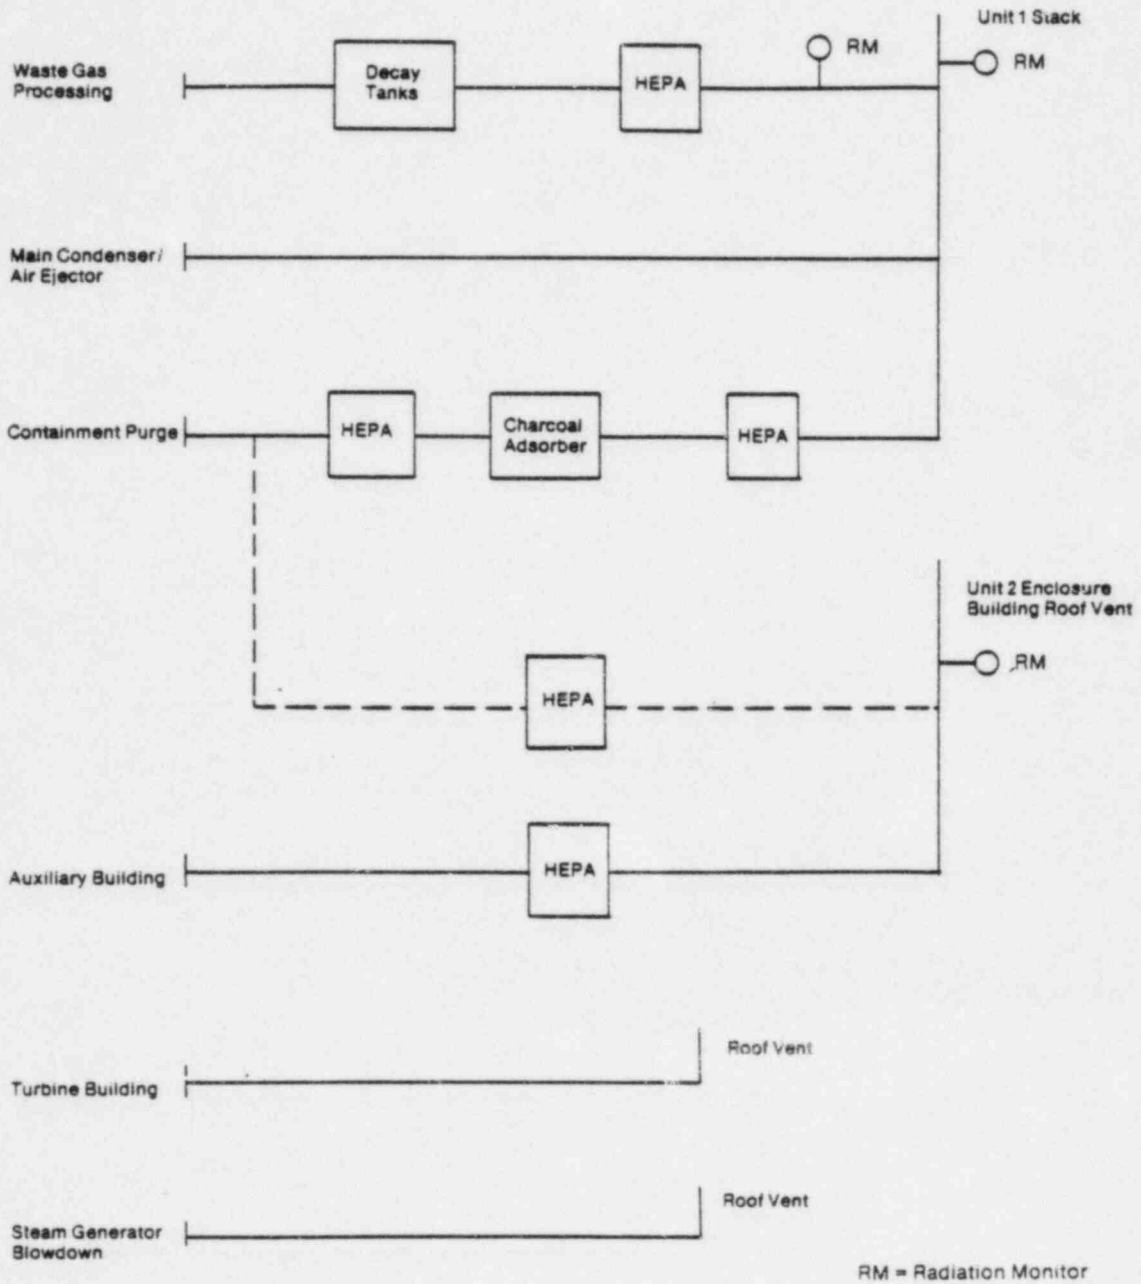 Unit 1 Stack
RM
RM
Waste Gas
Processing
Decay
Tanks
HEPA
Main Condenser/
Air Ejector
Containment Purge
HEPA
Charcoal
Adsorber
HEPA
Unit 2 Enclosure
Building Roof Vent
RM
HEPA
Auxiliary Building
HEPA
Turbine Building
Roof Vent
Steam Generator
Blowdown
Roof Vent
RM = Radiation Monitor